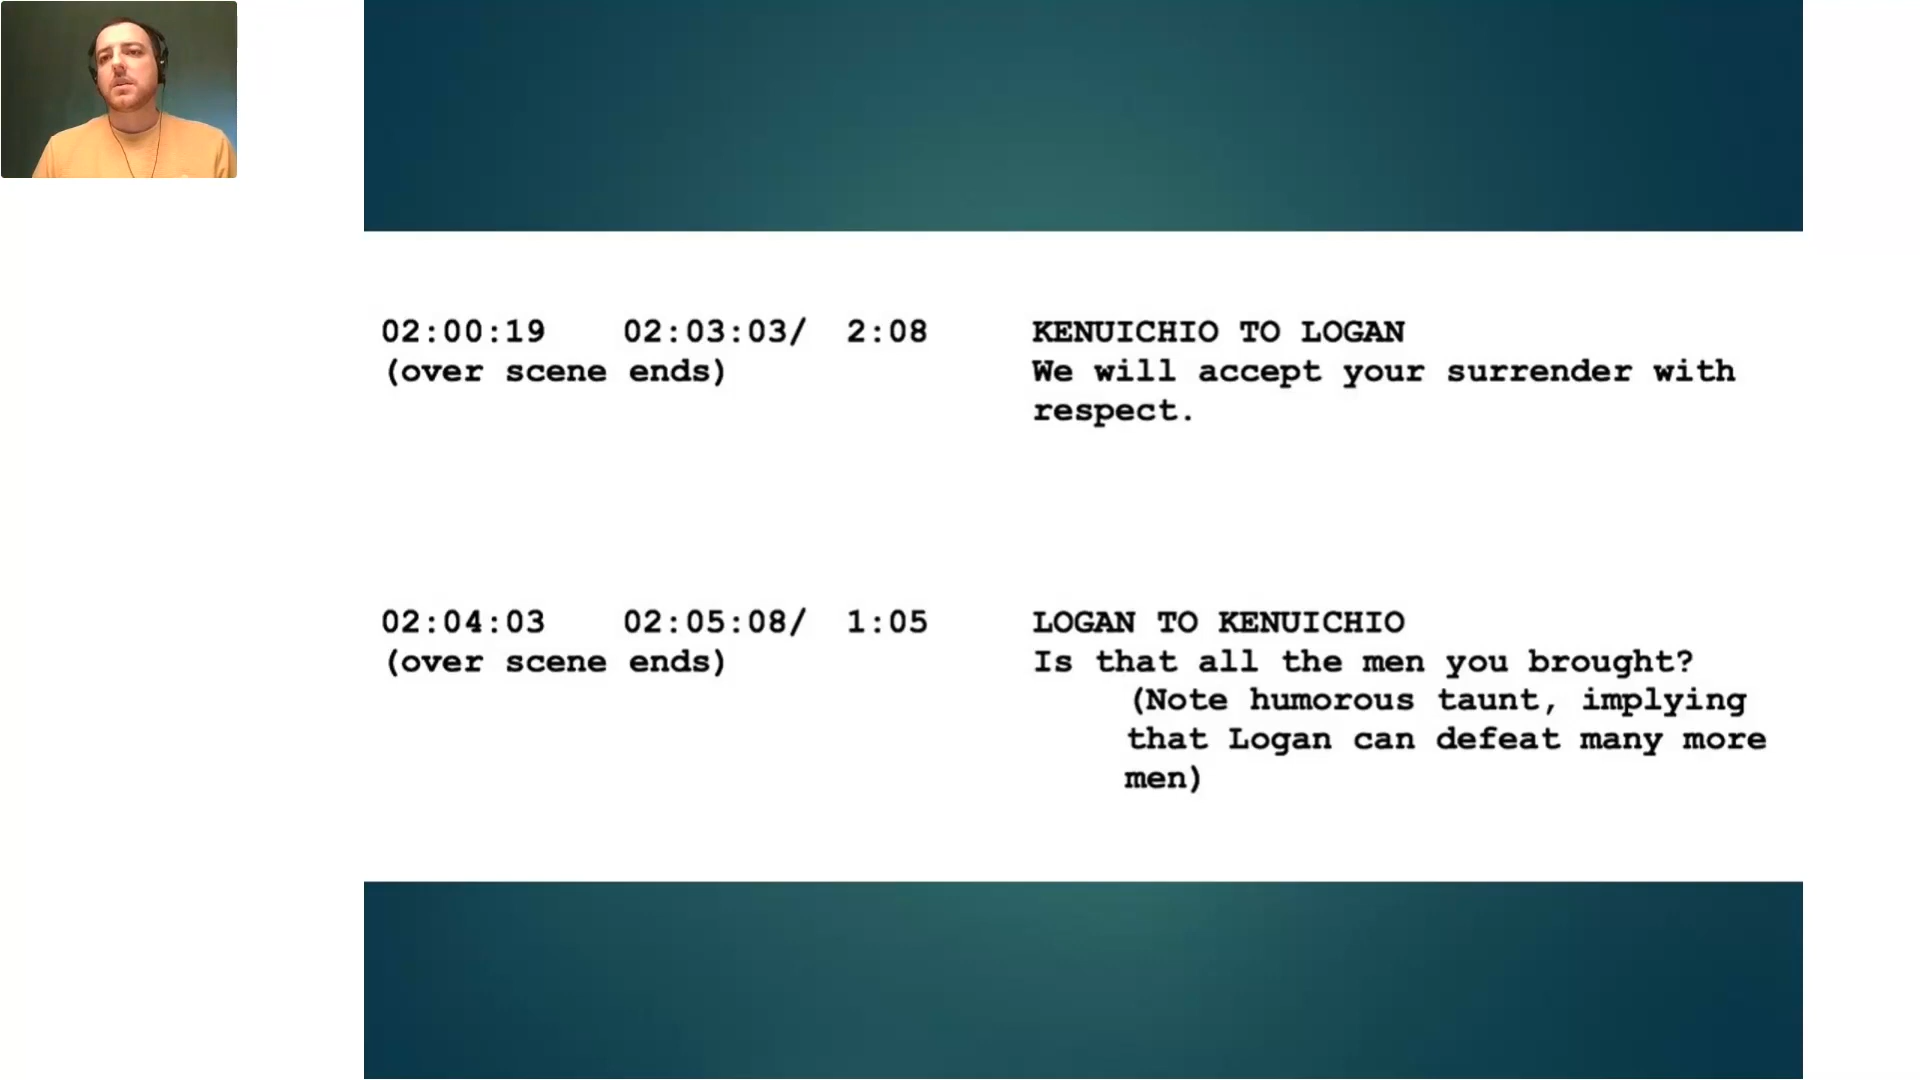 02:00:19 02:03:03/ 2:08 KENUICHIO TO LOGAN
(over scene ends) We will accept your surrender with
respect.
02:04:03 02:05:08/ 1:05 LOGAN TO KENUICHIO
(over scene ends) Is that all the men you brought?
(Note humorous taunt, implying
that Logan can defeat many more
men)